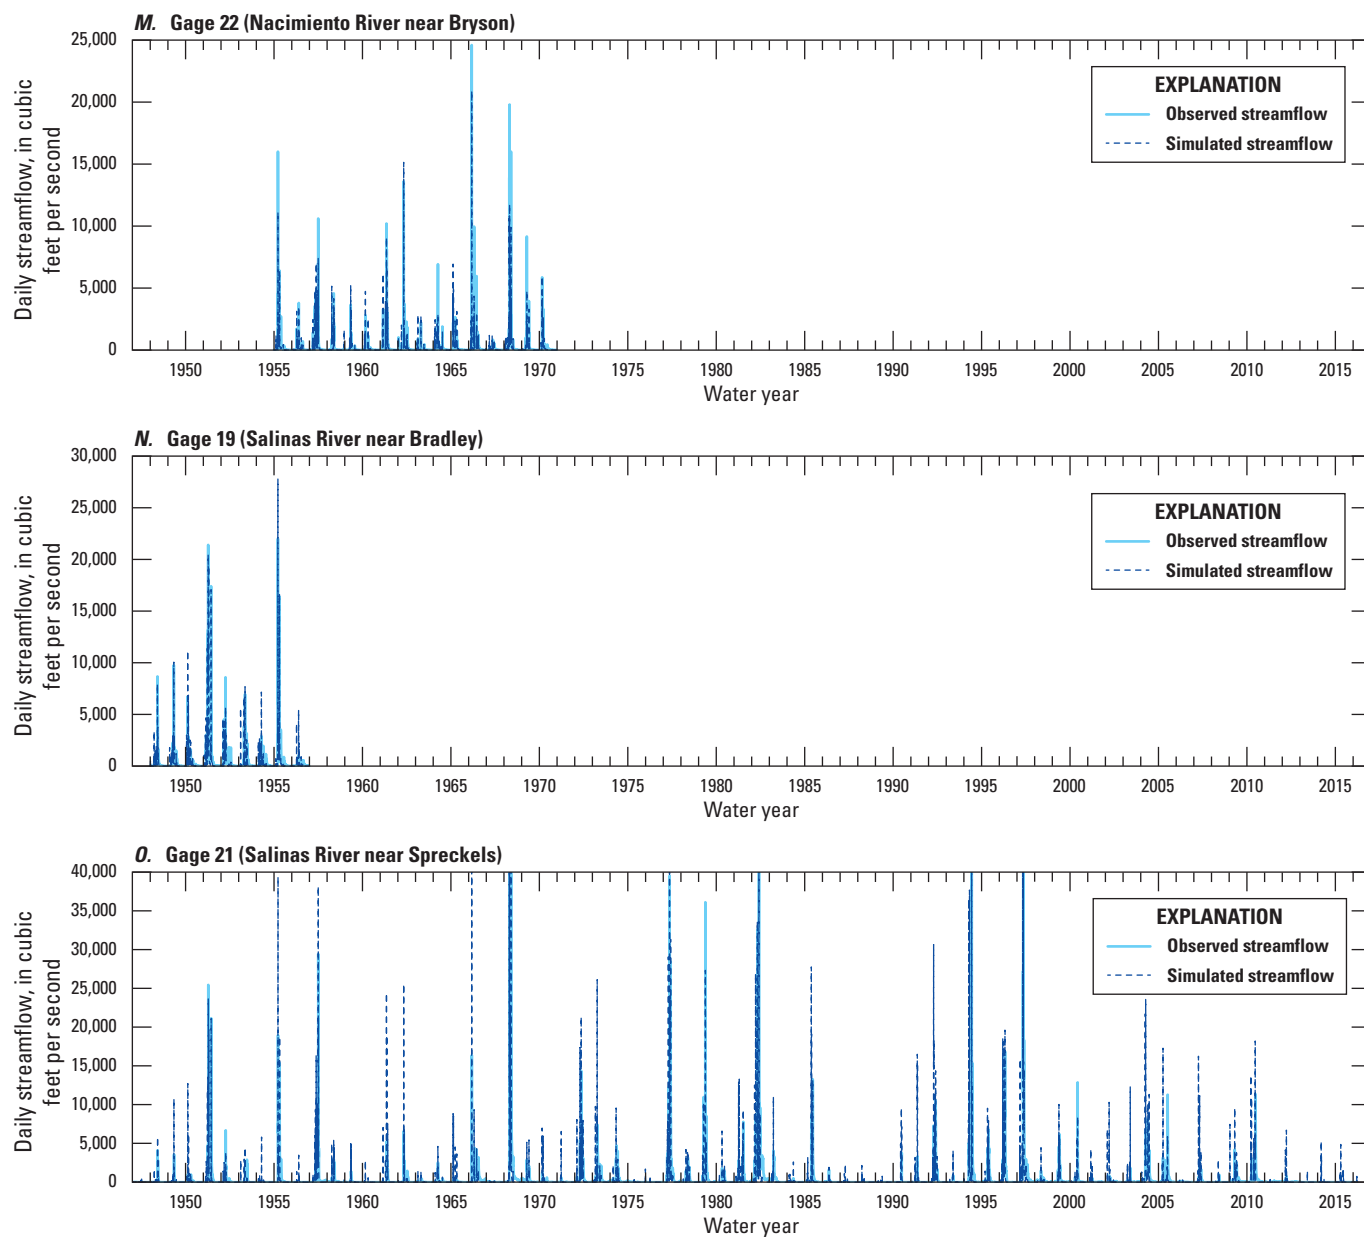 M. Gage 22 (Nacimiento River near Bryson)
Daily streamflow, in cubic
feet per second
25,000
20,000
15,000
10,000
5,000
0
EXPLANATION
Observed streamflow
Simulated streamflow
1950 1955 1960 1965 1970 1975 1980 1985 1990 1995 2000 2005 2010 2015
Water year
N. Gage 19 (Salinas River near Bradley)
Daily streamflow, in cubic
feet per second
30,000
25,000
20,000
15,000
10,000
5,000
0
EXPLANATION
Observed streamflow
Simulated streamflow
1950 1955 1960 1965 1970 1975 1980 1985 1990 1995 2000 2005 2010 2015
Water year
O. Gage 21 (Salinas River near Spreckels)
Daily streamflow, in cubic
feet per second
40,000
35,000
30,000
25,000
20,000
15,000
10,000
5,000
0
EXPLANATION
Observed streamflow
Simulated streamflow
1950 1955 1960 1965 1970 1975 1980 1985 1990 1995 2000 2005 2010 2015
Water year